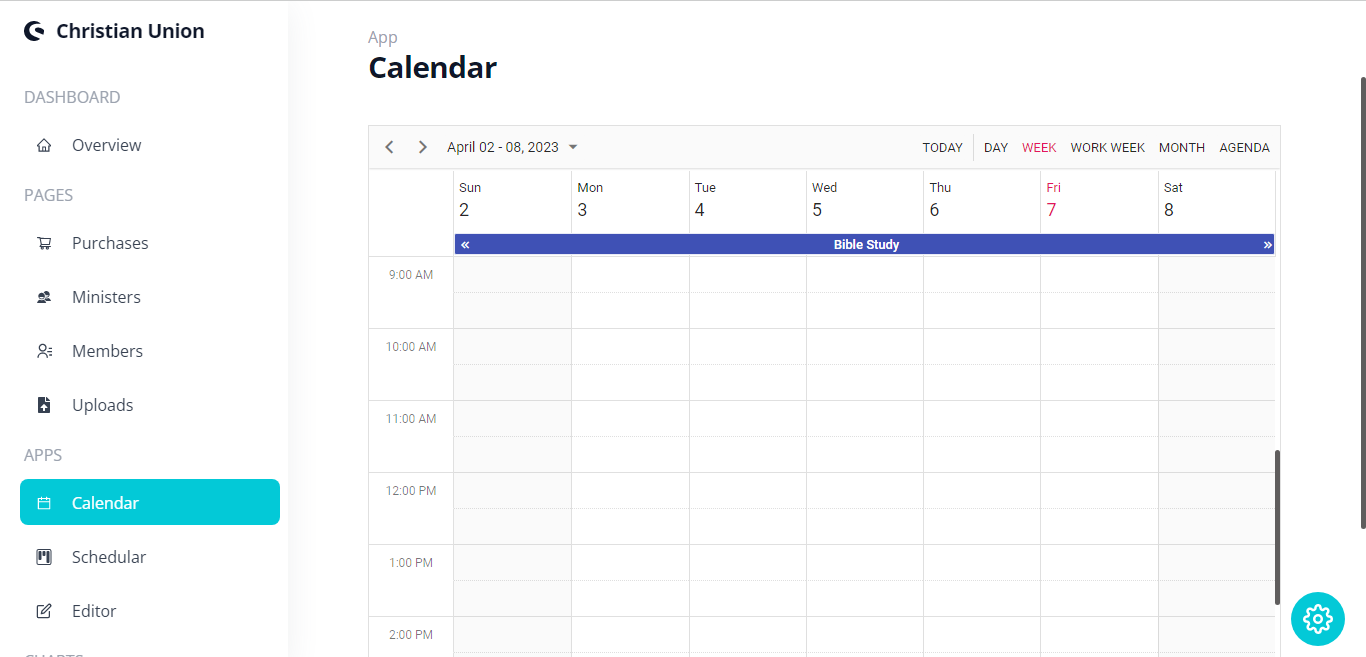 Christian Union
DASHBOARD
Overview
PAGES
Purchases
Ministers
Members
Uploads
APPS
Calendar
Schedular
Editor
CHARTS
App
Calendar
April 02 - 08, 2023
TODAY DAY WEEK WORK WEEK MONTH AGENDA
Sun Mon Tue Wed Thu Fri Sat
2 3 4 5 6 7 8
« Bible Study »
9:00 AM
10:00 AM
11:00 AM
12:00 PM
1:00 PM
2:00 PM